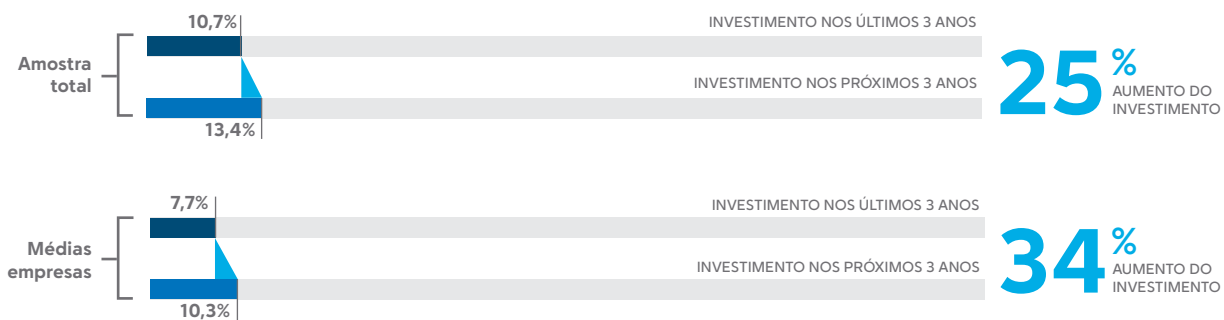 10,7%
INVESTIMENTO NOS ÚLTIMOS 3 ANOS
Amostra
total
INVESTIMENTO NOS PRÓXIMOS 3 ANOS
13,4%
25%
AUMENTO DO
INVESTIMENTO
7,7%
INVESTIMENTO NOS ÚLTIMOS 3 ANOS
Médias
empresas
INVESTIMENTO NOS PRÓXIMOS 3 ANOS
10,3%
34%
AUMENTO DO
INVESTIMENTO